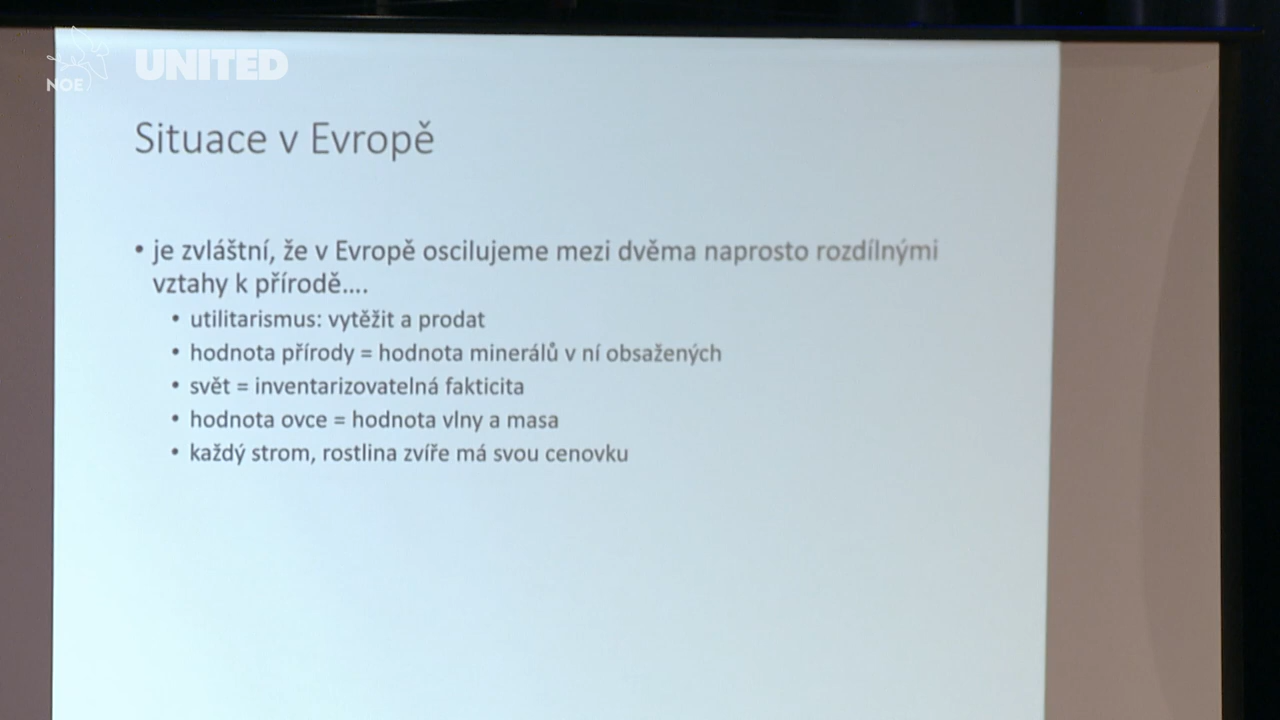 NOE
UNITED
Situace v Evropě
• je zvláštní, že v Evropě oscilujeme mezi dvěma naprosto rozdílnými
vztahy k přírodě....
• utilitarismus: vytěžit a prodat
• hodnota přírody = hodnota minerálů v ní obsažených
• svět = inventarizovatelná fakticita
• hodnota ovce = hodnota vlny a masa
• každý strom, rostlina zvíře má svou cenovku